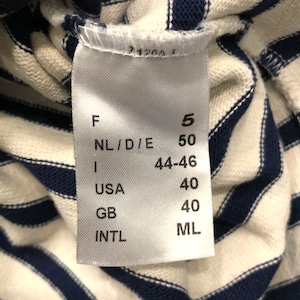 F 5
NL / D / E 50
I 44-46
USA 40
GB 40
INTL ML